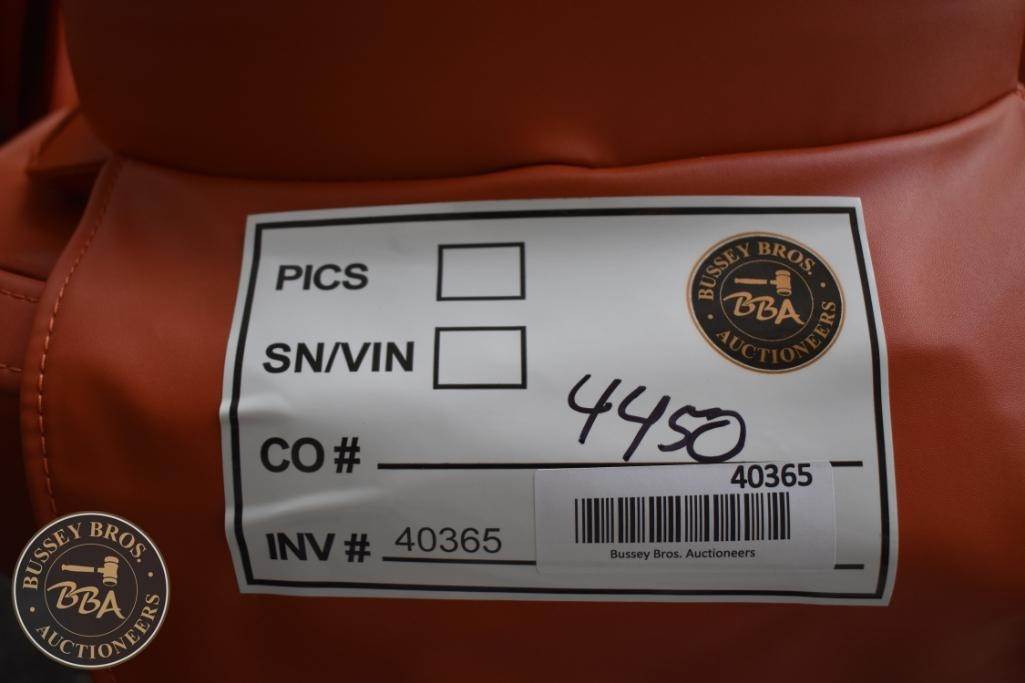 PICS
SN/VIN
CO # 4450
INV # 40365
BUSSEY BROS.
BBA
AUCTIONEERS
40365
Bussey Bros. Auctioneers
BUSSEY BROS.
BBA
AUCTIONEERS